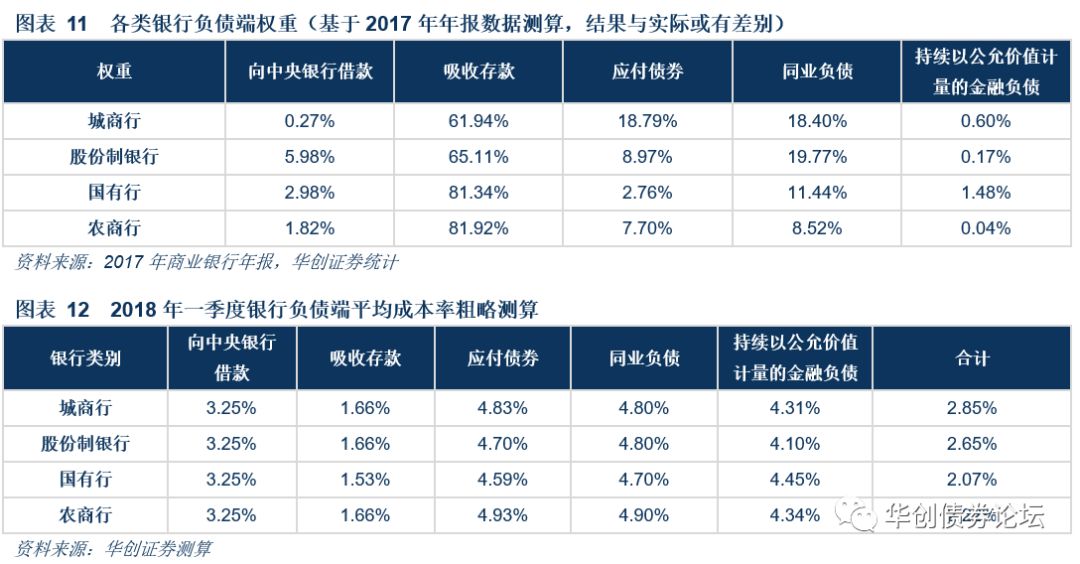 图表 11 各类银行负债端权重（基于 2017 年年报数据测算，结果与实际或有差别）
权重 向中央银行借款 吸收存款 应付债券 同业负债 持续以公允价值计
量的金融负债
城商行 0.27% 61.94% 18.79% 18.40% 0.60%
股份制银行 5.98% 65.11% 8.97% 19.77% 0.17%
国有行 2.98% 81.34% 2.76% 11.44% 1.48%
农商行 1.82% 81.92% 7.70% 8.52% 0.04%
资料来源：2017 年商业银行年报，华创证券统计
图表 12 2018 年一季度银行负债端平均成本率粗略测算
银行类别 向中央银行
借款 吸收存款 应付债券 同业负债 持续以公允价值
计量的金融负债 合计
城商行 3.25% 1.66% 4.83% 4.80% 4.31% 2.85%
股份制银行 3.25% 1.66% 4.70% 4.80% 4.10% 2.65%
国有行 3.25% 1.53% 4.59% 4.70% 4.45% 2.07%
农商行 3.25% 1.66% 4.93% 4.90% 4.34%
华创债券论坛
资料来源：华创证券测算